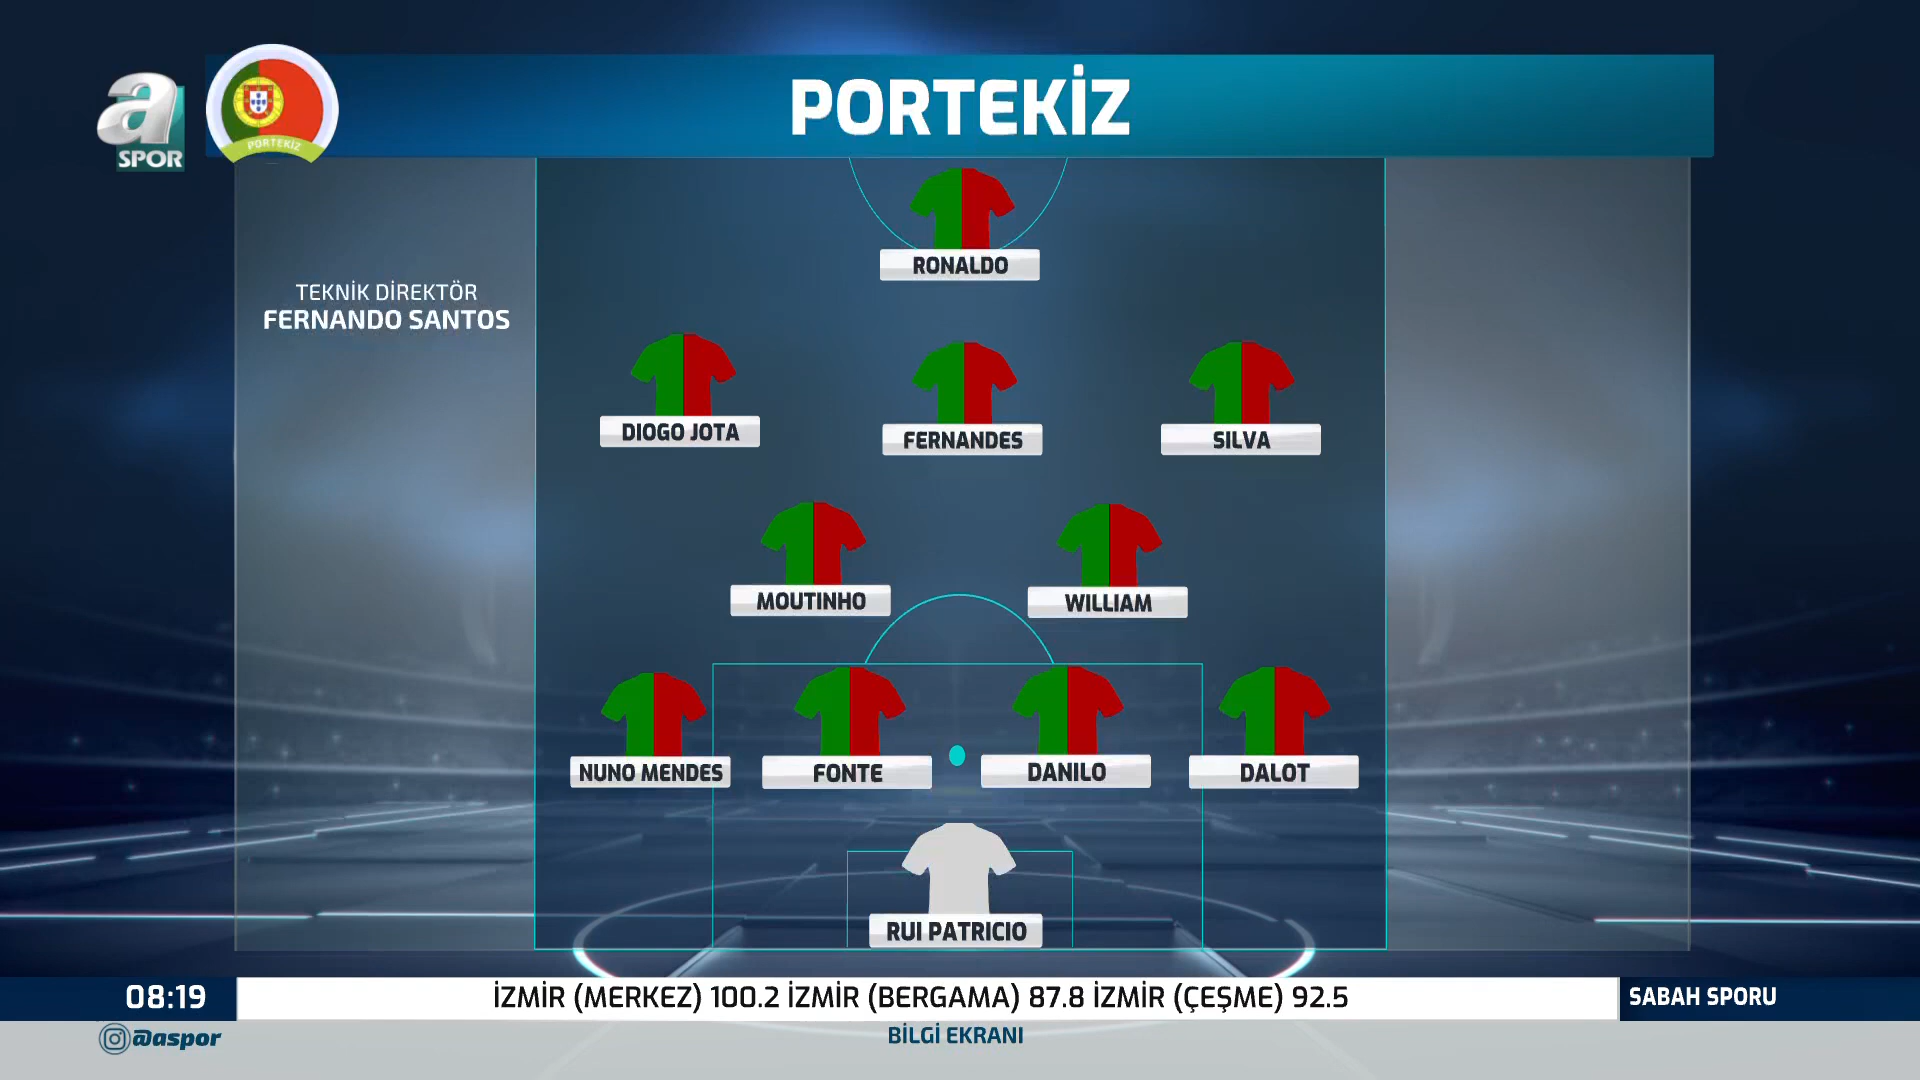 a
SPOR
PORTEKİZ
PORTEKİZ
TEKNİK DİREKTÖR
FERNANDO SANTOS
RONALDO
DIOGO JOTA
FERNANDES
SILVA
MOUTINHO
WILLIAM
NUNO MENDES
FONTE
DANILO
DALOT
RUI PATRICIO
08:19
İZMİR (MERKEZ) 100.2 İZMİR (BERGAMA) 87.8 İZMİR (ÇEŞME) 92.5
SABAH SPORU
@aspor
BİLGİ EKRANI